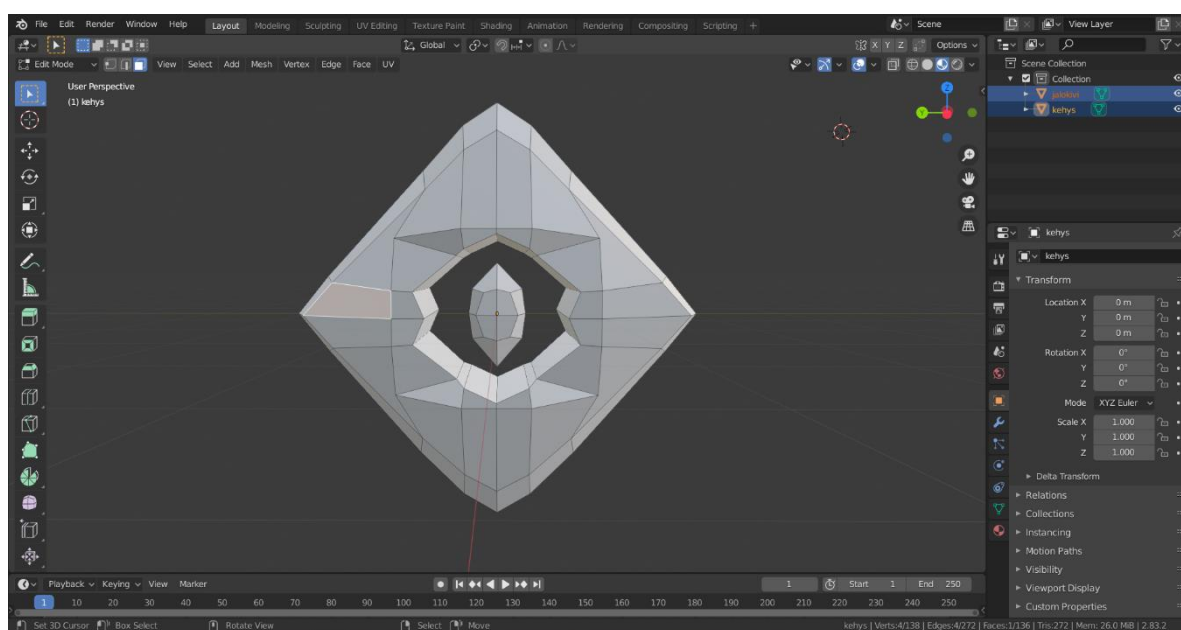 File Edit Render Window Help Layout Modeling Sculpting UV Editing Texture Paint Shading Animation Rendering Compositing Scripting + Scene View Layer
Global X Y Z Options
Edit Mode View Select Add Mesh Vertex Edge Face UV
User Perspective
(1) kehys
Y
Z
Scene Collection
Collection
jalokivi
kehys
kehys
kehys
Transform
Location X 0 m
Y 0 m
Z 0 m
Rotation X 0°
Y 0°
Z 0°
Mode XYZ Euler
Scale X 1.000
Y 1.000
Z 1.000
Delta Transform
Relations
Collections
Instancing
Motion Paths
Visibility
Viewport Display
Custom Properties
Playback Keying View Marker 1 Start 1 End 250
1 10 20 30 40 50 60 70 80 90 100 110 120 130 140 150 160 170 180 190 200 210 220 230 240 250
Set 3D Cursor Box Select Rotate View Select Move kehys | Verts:4/138 | Edges:4/272 | Faces:1/136 | Tris:272 | Mem: 26.0 MiB | 2.83.2